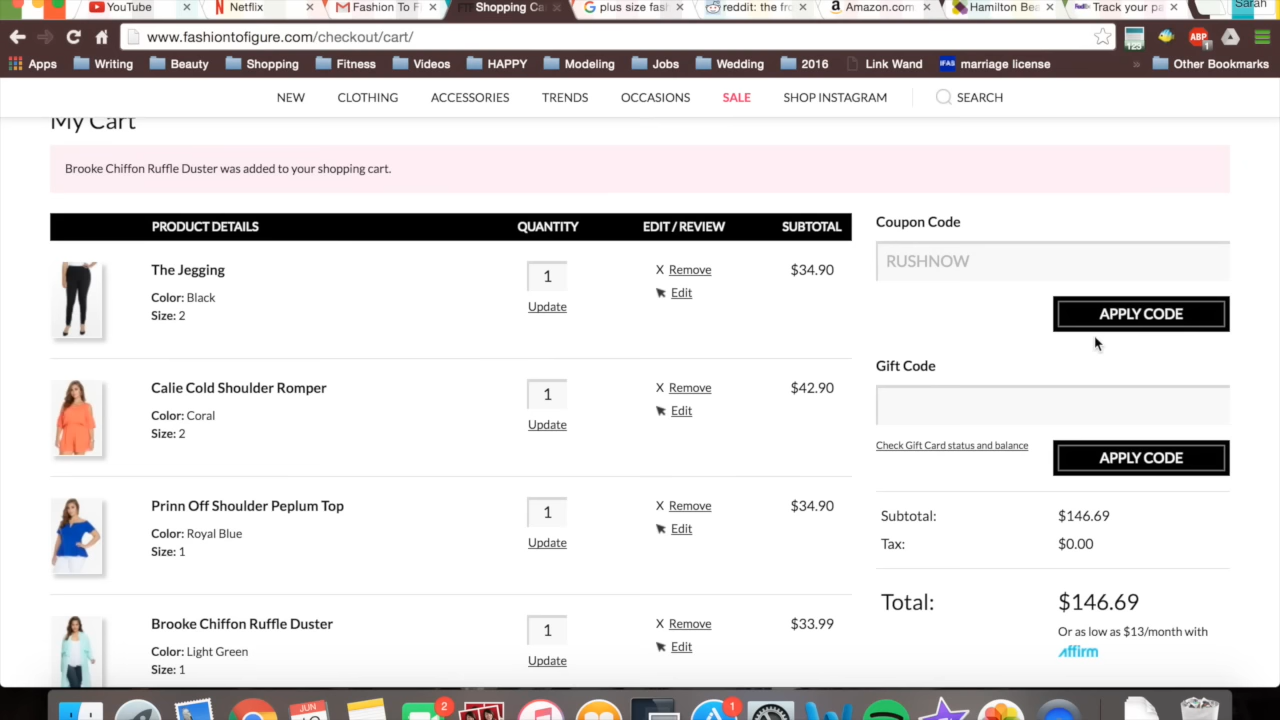 YouTube
Netflix
Fashion To Fi
Shopping Ca
plus size fash
reddit: the fro
Amazon.com
Hamilton Bea
Track your pa
Sarah
www.fashiontofigure.com/checkout/cart/
123
ABP
1
Apps
Writing
Beauty
Shopping
Fitness
Videos
HAPPY
Modeling
Jobs
Wedding
2016
Link Wand
IFAS marriage license
» Other Bookmarks
NEW CLOTHING ACCESSORIES TRENDS OCCASIONS SALE SHOP INSTAGRAM SEARCH
My Cart
Brooke Chiffon Ruffle Duster was added to your shopping cart.
PRODUCT DETAILS QUANTITY EDIT / REVIEW SUBTOTAL
The Jegging
Color: Black
Size: 2
1
Update
X Remove
Edit
$34.90
Calie Cold Shoulder Romper
Color: Coral
Size: 2
1
Update
X Remove
Edit
$42.90
Prinn Off Shoulder Peplum Top
Color: Royal Blue
Size: 1
1
Update
X Remove
Edit
$34.90
Brooke Chiffon Ruffle Duster
Color: Light Green
Size: 1
1
Update
X Remove
Edit
$33.99
Coupon Code
RUSHNOW
APPLY CODE
Gift Code
Check Gift Card status and balance
APPLY CODE
Subtotal: $146.69
Tax: $0.00
Total: $146.69
Or as low as $13/month with
affirm
JUN
2
1